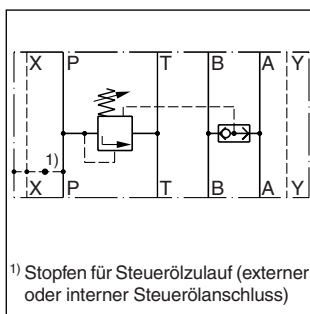 X P T B A Y
1)
X P T B A Y
1) Stopfen für Steuerölzulauf (externer
oder interner Steuerölanschluss)